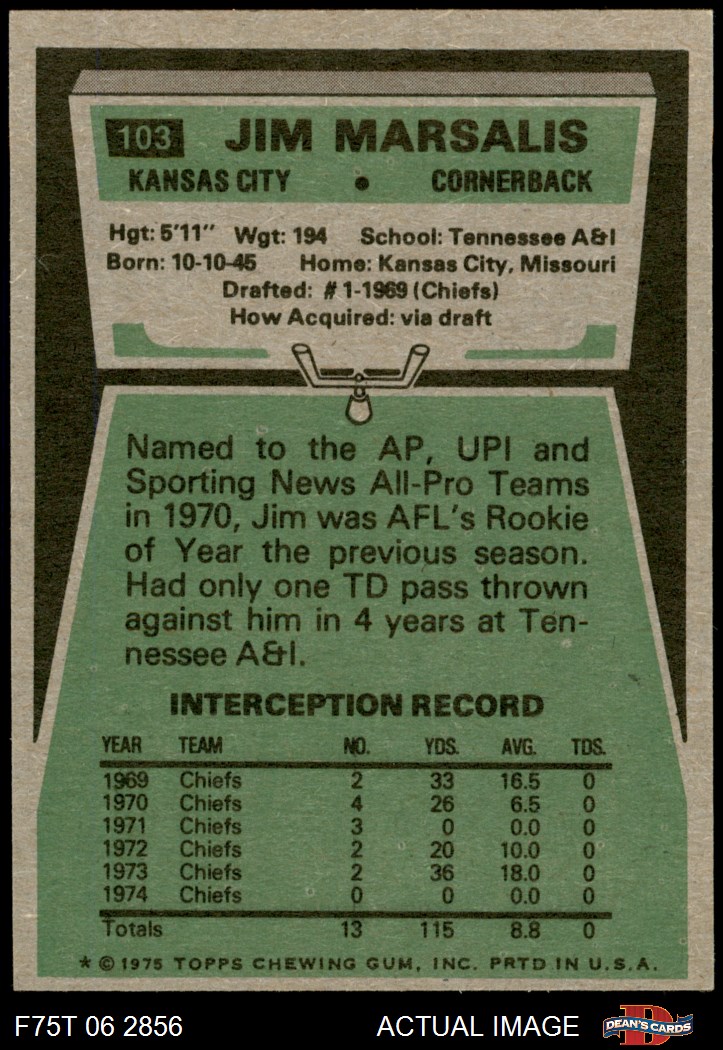 103 JIM MARSALIS
KANSAS CITY • CORNERBACK
Hgt: 5'11" Wgt: 194 School: Tennessee A&I
Born: 10-10-45 Home: Kansas City, Missouri
Drafted: #1-1969 (Chiefs)
How Acquired: via draft
Named to the AP, UPI and
Sporting News All-Pro Teams
in 1970, Jim was AFL's Rookie
of Year the previous season.
Had only one TD pass thrown
against him in 4 years at Ten-
nessee A&I.
INTERCEPTION RECORD
YEAR TEAM NO. YDS. AVG. TDS.
1969 Chiefs 2 33 16.5 0
1970 Chiefs 4 26 6.5 0
1971 Chiefs 3 0 0.0 0
1972 Chiefs 2 20 10.0 0
1973 Chiefs 2 36 18.0 0
1974 Chiefs 0 0 0.0 0
Totals 13 115 8.8 0
* © 1975 TOPPS CHEWING GUM, INC. PRTD IN U.S.A.
F75T 06 2856 ACTUAL IMAGE D DEAN'S CARDS